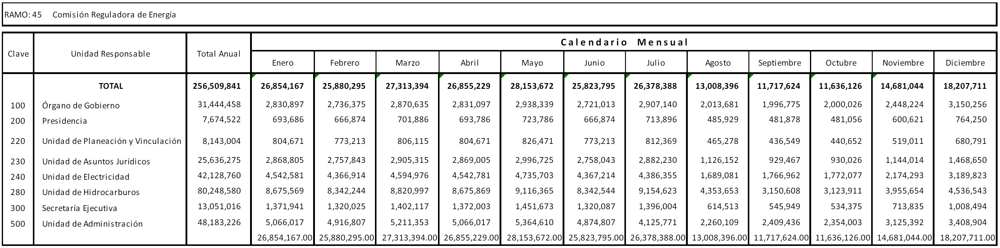 RAMO: 45 Comisión Reguladora de Energía
Calendario Mensual
Clave Unidad Responsable Total Anual
Enero Febrero Marzo Abril Mayo Junio Julio Agosto Septiembre Octubre Noviembre Diciembre
TOTAL 256,509,841 26,854,167 25,880,295 27,313,394 26,855,229 28,153,672 25,823,795 26,378,388 13,008,396 11,717,624 11,636,126 14,681,044 18,207,711
100 Órgano de Gobierno 31,444,458 2,830,897 2,736,375 2,870,635 2,831,097 2,938,339 2,721,013 2,907,140 2,013,681 1,996,775 2,000,026 2,448,224 3,150,256
200 Presidencia 7,674,522 693,686 666,874 701,886 693,786 723,786 666,874 713,896 485,929 481,878 481,056 600,621 764,250
220 Unidad de Planeación y Vinculación 8,143,004 804,671 773,213 806,115 804,671 826,471 773,213 812,369 465,278 436,549 440,652 519,011 680,791
230 Unidad de Asuntos Jurídicos 25,636,275 2,868,805 2,757,843 2,905,315 2,869,005 2,996,725 2,758,043 2,882,230 1,126,152 929,467 930,026 1,144,014 1,468,650
240 Unidad de Electricidad 42,128,760 4,542,581 4,366,914 4,594,976 4,542,781 4,735,703 4,367,214 4,386,355 1,689,081 1,766,962 1,772,077 2,174,293 3,189,823
280 Unidad de Hidrocarburos 80,248,580 8,675,569 8,342,244 8,820,997 8,675,869 9,116,365 8,342,544 9,154,623 4,353,653 3,150,608 3,123,911 3,955,654 4,536,543
300 Secretaría Ejecutiva 13,051,016 1,371,941 1,320,025 1,402,117 1,372,003 1,451,673 1,320,087 1,396,004 614,513 545,949 534,375 713,835 1,008,494
500 Unidad de Administración 48,183,226 5,066,017 4,916,807 5,211,353 5,066,017 5,364,610 4,874,807 4,125,771 2,260,109 2,409,436 2,354,003 3,125,392 3,408,904
26,854,167.00 25,880,295.00 27,313,394.00 26,855,229.00 28,153,672.00 25,823,795.00 26,378,388.00 13,008,396.00 11,717,624.00 11,636,126.00 14,681,044.00 18,207,711.00